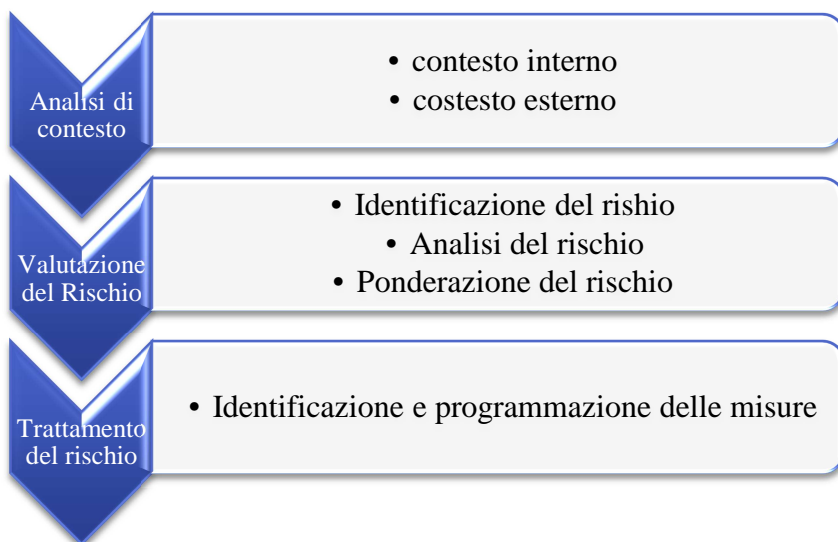 Analisi di
contesto
• contesto interno
• costesto esterno
Valutazione
del Rischio
• Identificazione del rishio
• Analisi del rischio
• Ponderazione del rischio
Trattamento
del rischio
• Identificazione e programmazione delle misure